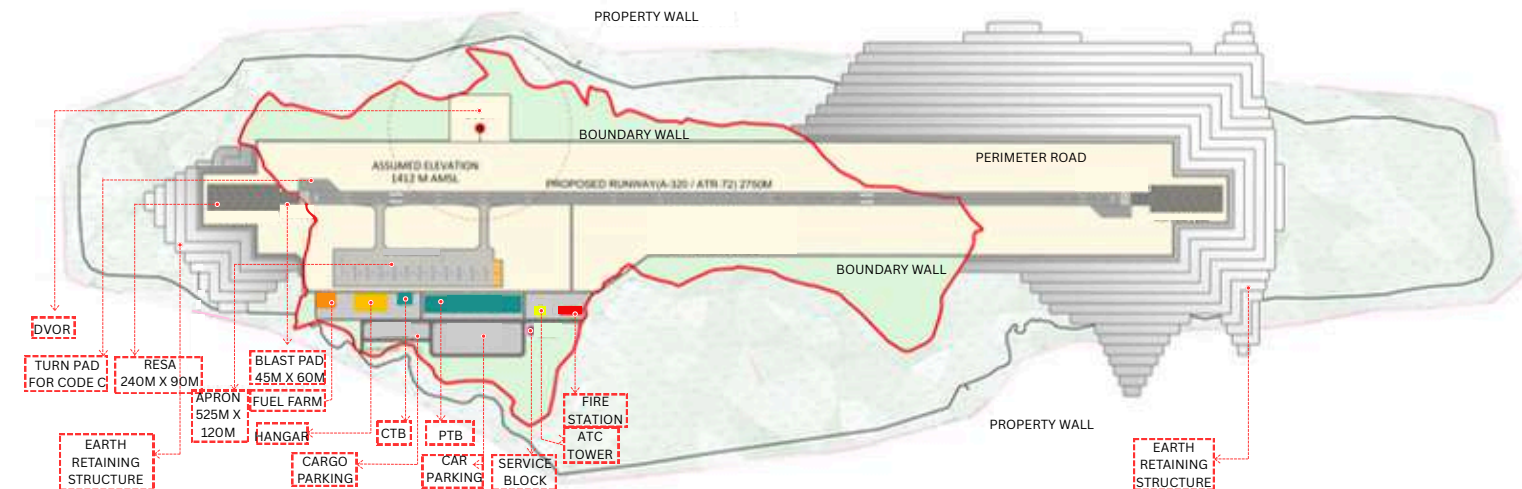 PROPERTY WALL
BOUNDARY WALL
PERIMETER ROAD
ASSUMED ELEVATION
1412 M AMSL
PROPOSED RUNWAY(A-320 / ATR-72) 2750M
BOUNDARY WALL
DVOR
TURN PAD
FOR CODE C
RESA
240M X 90M
BLAST PAD
45M X 60M
APRON
525M X
120M
FUEL FARM
HANGAR
CTB
PTB
FIRE
STATION
ATC
TOWER
EARTH
RETAINING
STRUCTURE
CARGO
PARKING
CAR
PARKING
SERVICE
BLOCK
PROPERTY WALL
EARTH
RETAINING
STRUCTURE